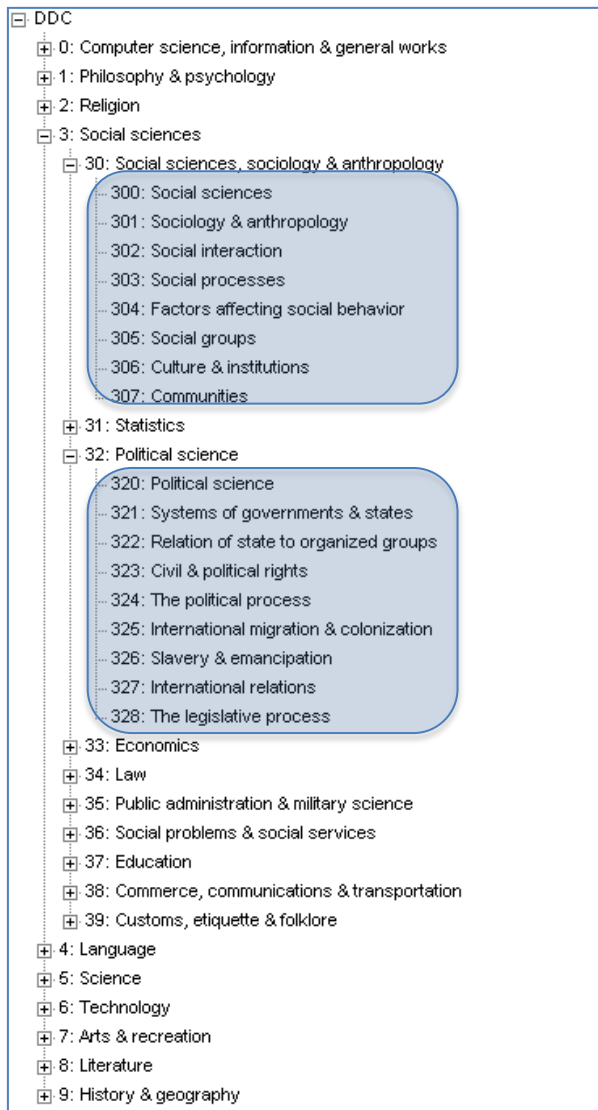 DDC
0: Computer science, information & general works
1: Philosophy & psychology
2: Religion
3: Social sciences
30: Social sciences, sociology & anthropology
300: Social sciences
301: Sociology & anthropology
302: Social interaction
303: Social processes
304: Factors affecting social behavior
305: Social groups
306: Culture & institutions
307: Communities
31: Statistics
32: Political science
320: Political science
321: Systems of governments & states
322: Relation of state to organized groups
323: Civil & political rights
324: The political process
325: International migration & colonization
326: Slavery & emancipation
327: International relations
328: The legislative process
33: Economics
34: Law
35: Public administration & military science
36: Social problems & social services
37: Education
38: Commerce, communications & transportation
39: Customs, etiquette & folklore
4: Language
5: Science
6: Technology
7: Arts & recreation
8: Literature
9: History & geography